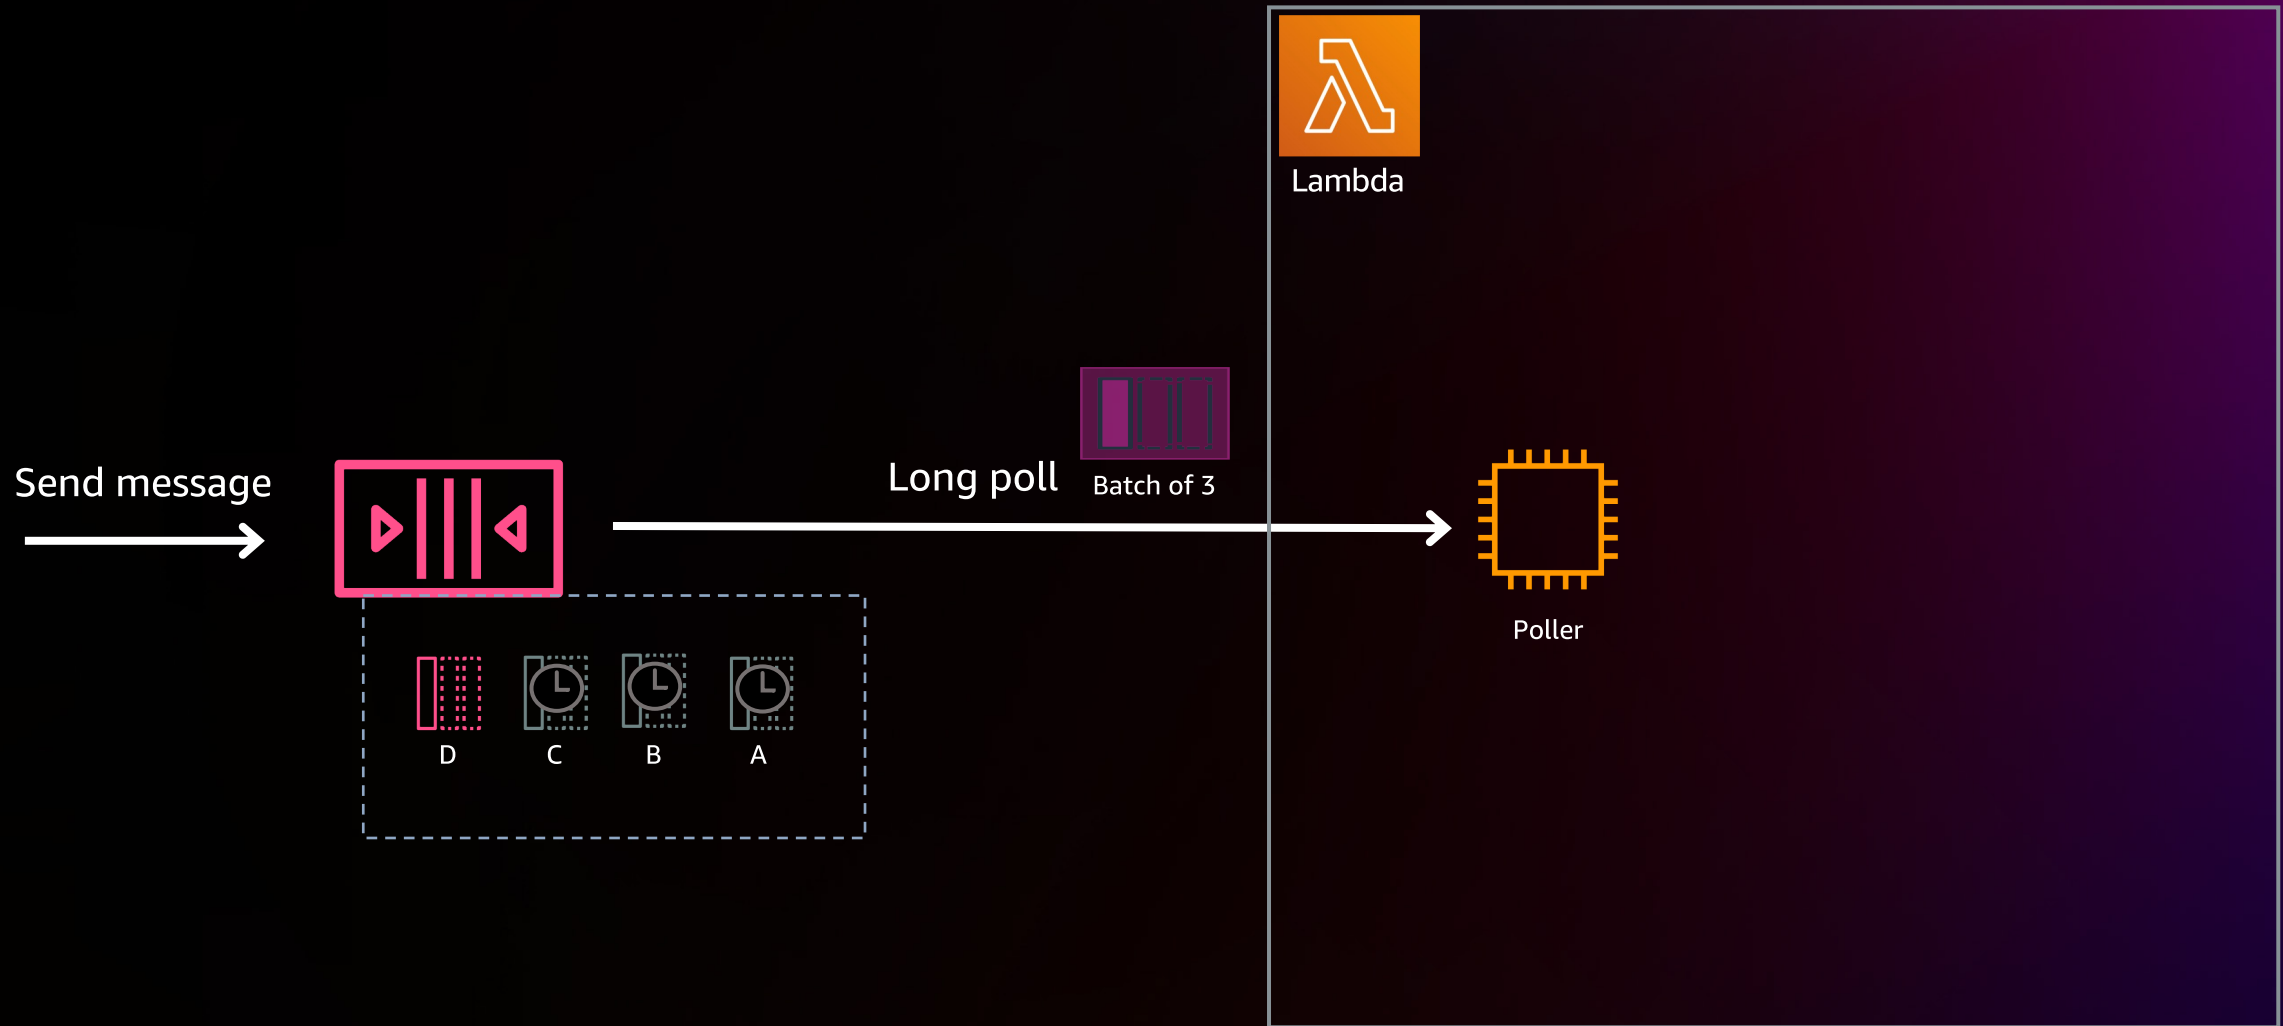 Lambda
Send message
Long poll
Batch of 3
Poller
D
C
B
A